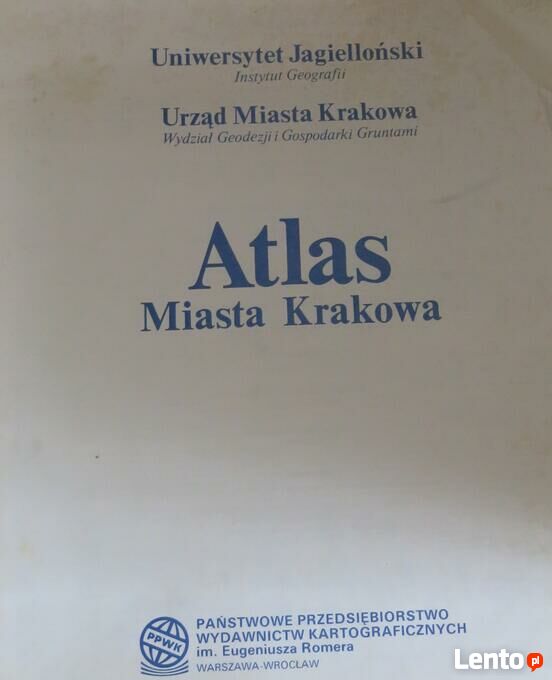 Uniwersytet Jagielloński
Instytut Geografii
Urząd Miasta Krakowa
Wydział Geodezji i Gospodarki Gruntami
Atlas
Miasta Krakowa
PPWK
PAŃSTWOWE PRZEDSIĘBIORSTWO
WYDAWNICTW KARTOGRAFICZNYCH
im. Eugeniusza Romera
WARSZAWA-WROCŁAW
Lento.pl